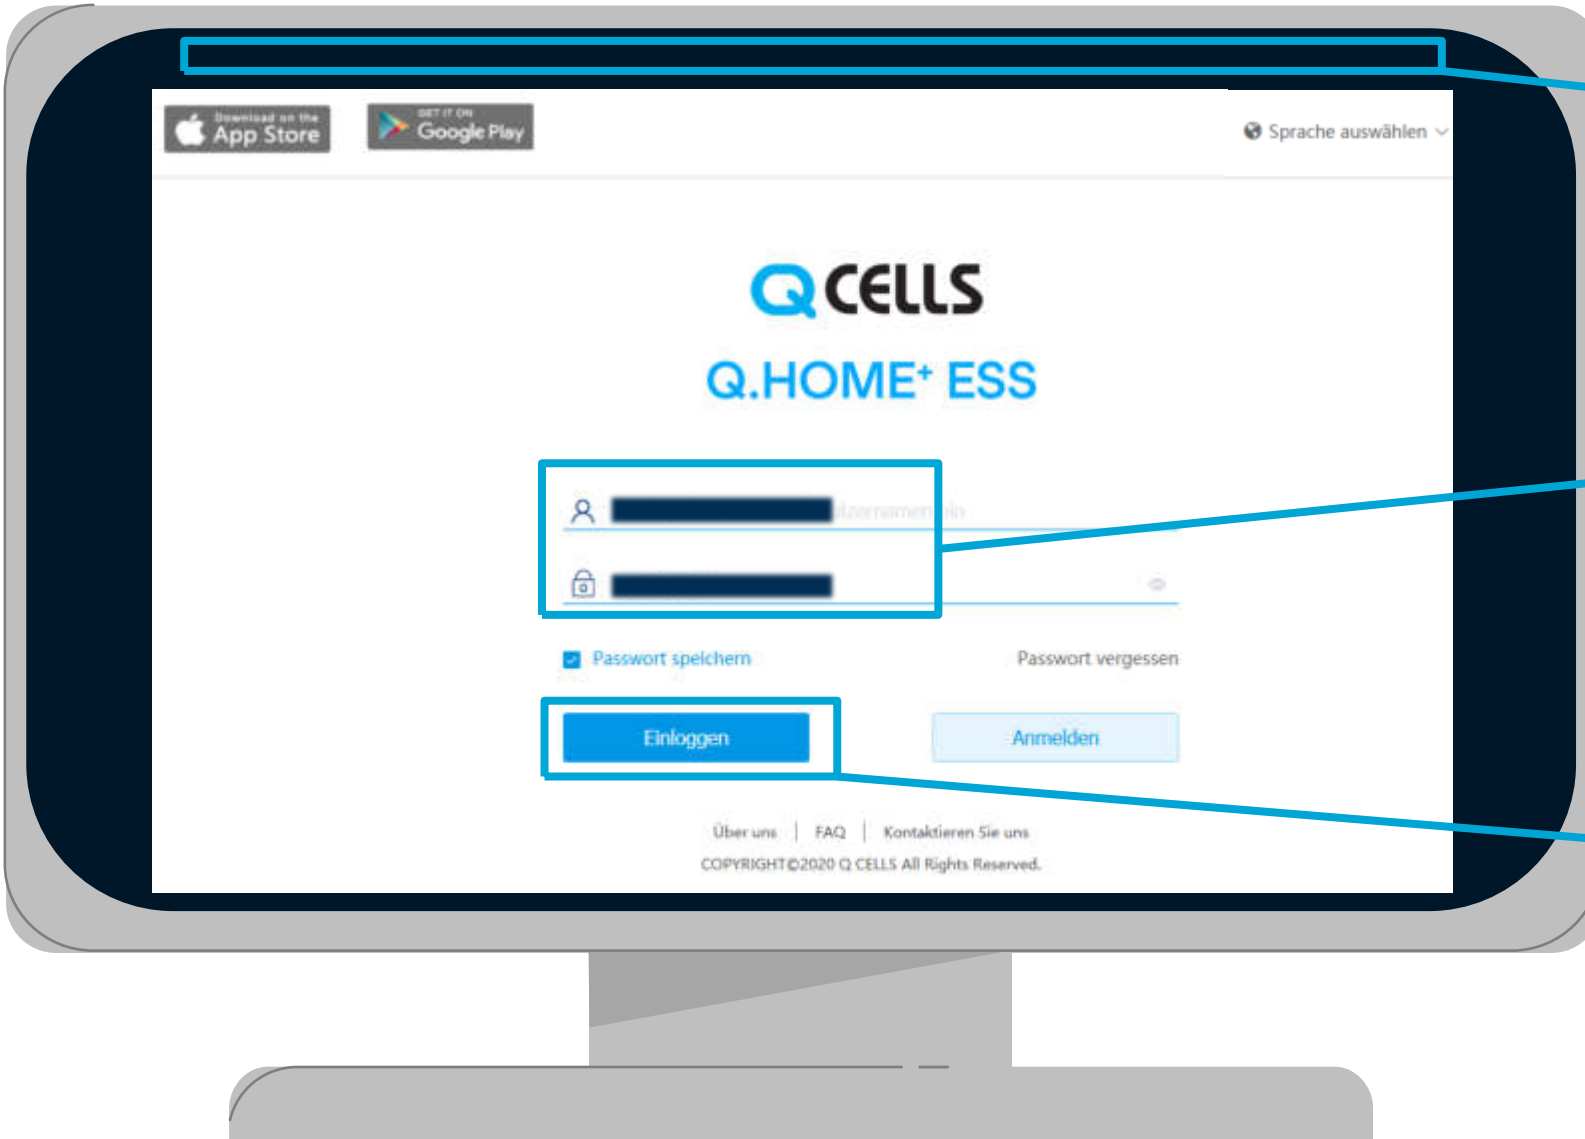 Download on the
App Store
GET IT ON
Google Play
Sprache auswählen
Q CELLS
Q.HOME⁺ ESS
Passwort speichern
Passwort vergessen
Einloggen
Anmelden
Über uns | FAQ | Kontaktieren Sie uns
COPYRIGHT©2020 Q CELLS All Rights Reserved.